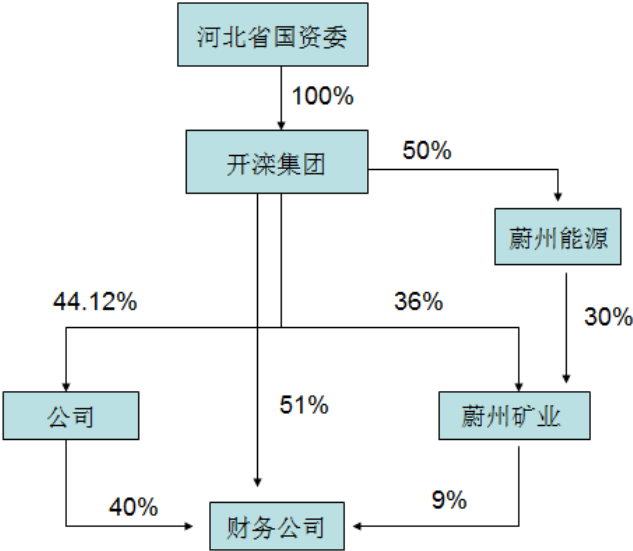 河北省国资委
100%
开滦集团
50%
蔚州能源
44.12%
36%
30%
公司
51%
蔚州矿业
40%
9%
财务公司